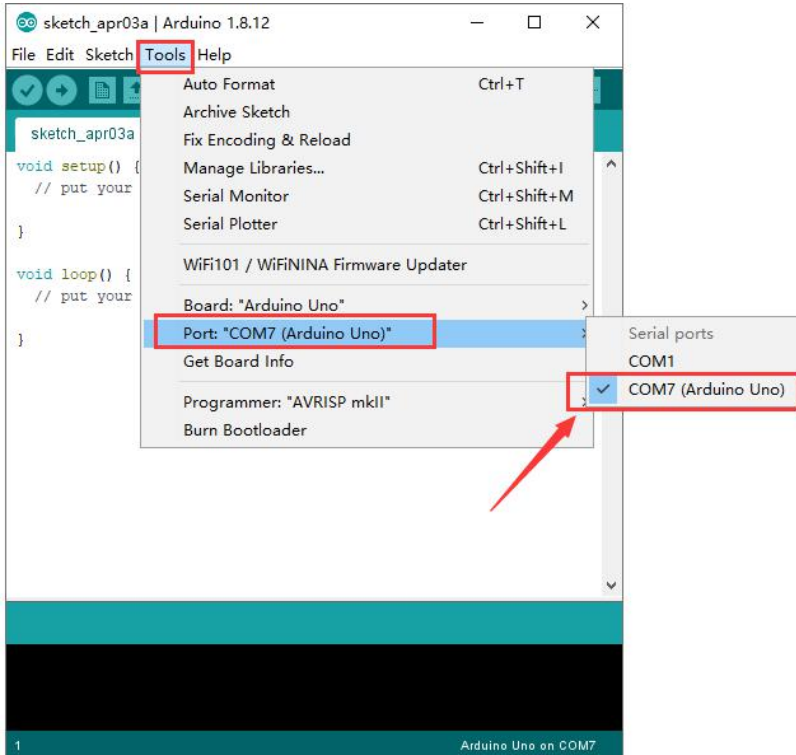 sketch_apr03a | Arduino 1.8.12
File Edit Sketch Tools Help
Auto Format Ctrl+T
Archive Sketch
sketch_apr03a
Fix Encoding & Reload
void setup() {
Manage Libraries... Ctrl+Shift+I
// put your
Serial Monitor Ctrl+Shift+M
Serial Plotter Ctrl+Shift+L
}
WiFi101 / WiFiNINA Firmware Updater
void loop() {
// put your
Board: "Arduino Uno"
Port: "COM7 (Arduino Uno)"
}
Get Board Info
Programmer: "AVRISP mkII"
Burn Bootloader
Serial ports
COM1
COM7 (Arduino Uno)
1 Arduino Uno on COM7